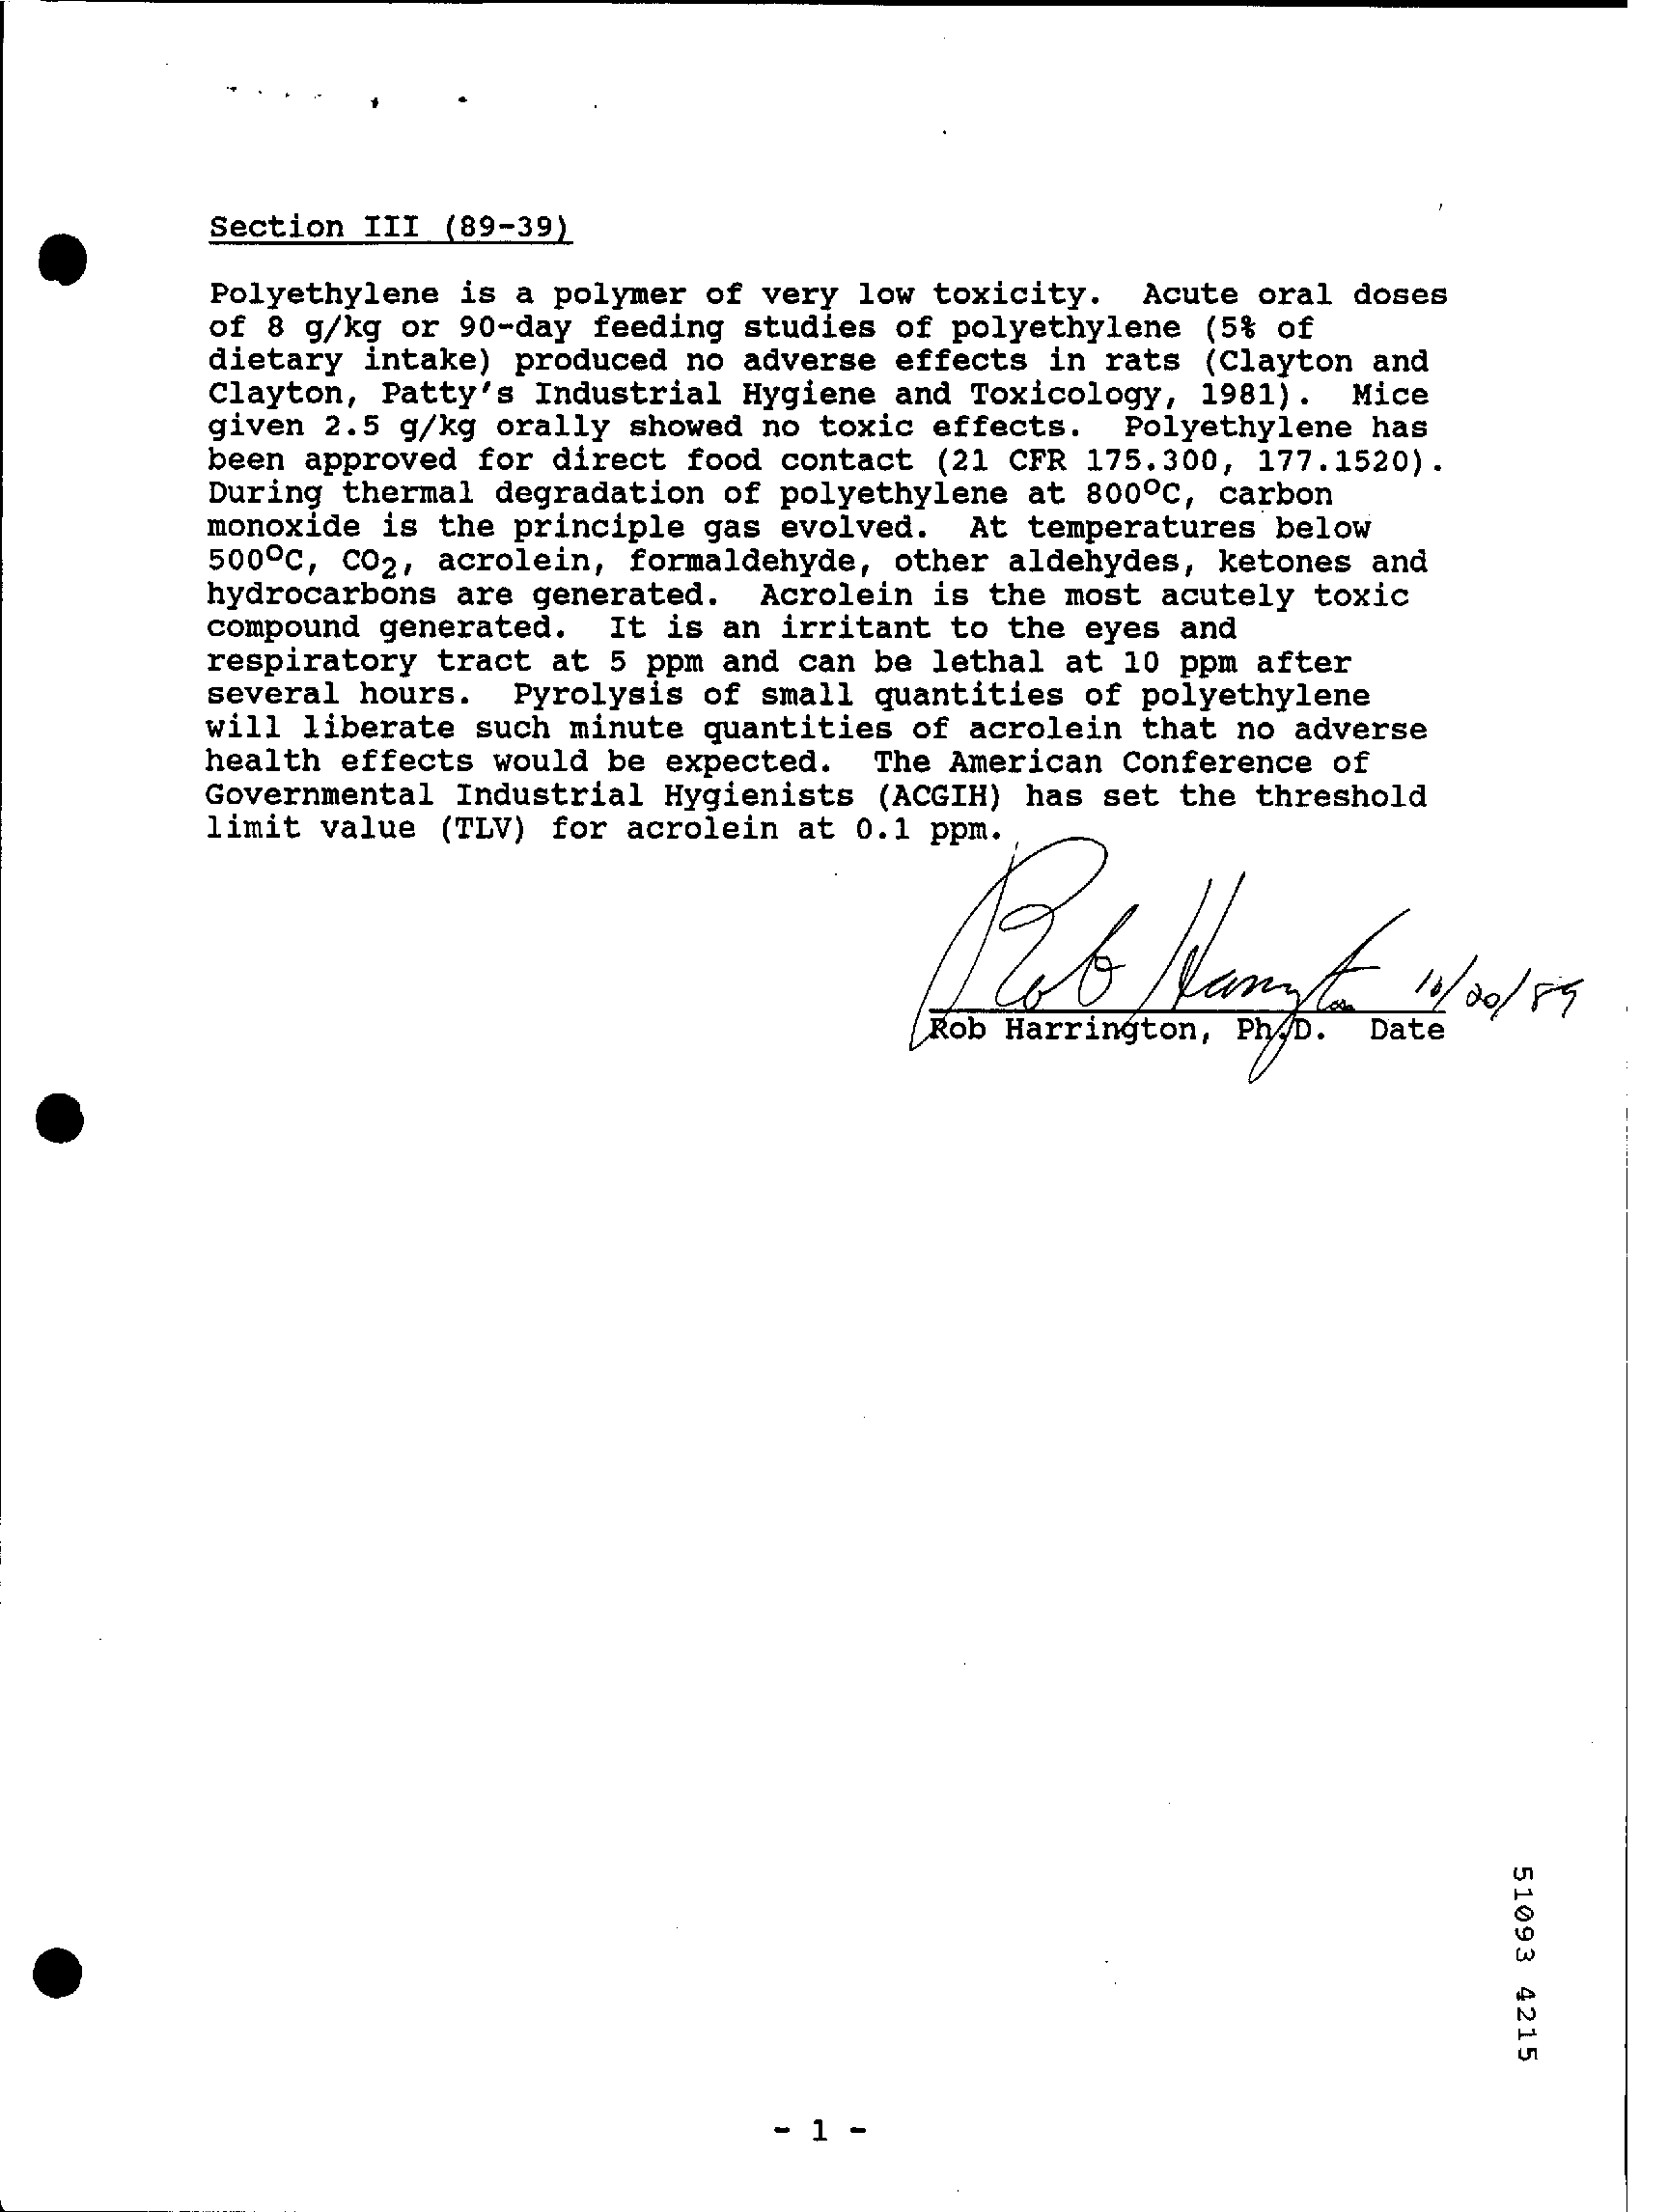 Section III (89-39)
Polyethylene is a polymer of very low toxicity. Acute oral doses
of 8 g/kg or 90-day feeding studies of polyethylene (5% of
dietary intake) produced no adverse effects in rats (Clayton and
Clayton, Patty's Industrial Hygiene and Toxicology, 1981). Mice
given 2.5 g/kg orally showed no toxic effects. Polyethylene has
been approved for direct food contact (21 CFR 175.300, 177.1520).
During thermal degradation of polyethylene at 800°C, carbon
monoxide is the principle gas evolved. At temperatures below
500°C, CO₂, acrolein, formaldehyde, other aldehydes, ketones and
hydrocarbons are generated. Acrolein is the most acutely toxic
compound generated. It is an irritant to the eyes and
respiratory tract at 5 ppm and can be lethal at 10 ppm after
several hours. Pyrolysis of small quantities of polyethylene
will liberate such minute quantities of acrolein that no adverse
health effects would be expected. The American Conference of
Governmental Industrial Hygienists (ACGIH) has set the threshold
limit value (TLV) for acrolein at 0.1 ppm.
Rob Harrington 10/20/89
Rob Harrington, Ph.D. Date
51093 4215
- 1 -